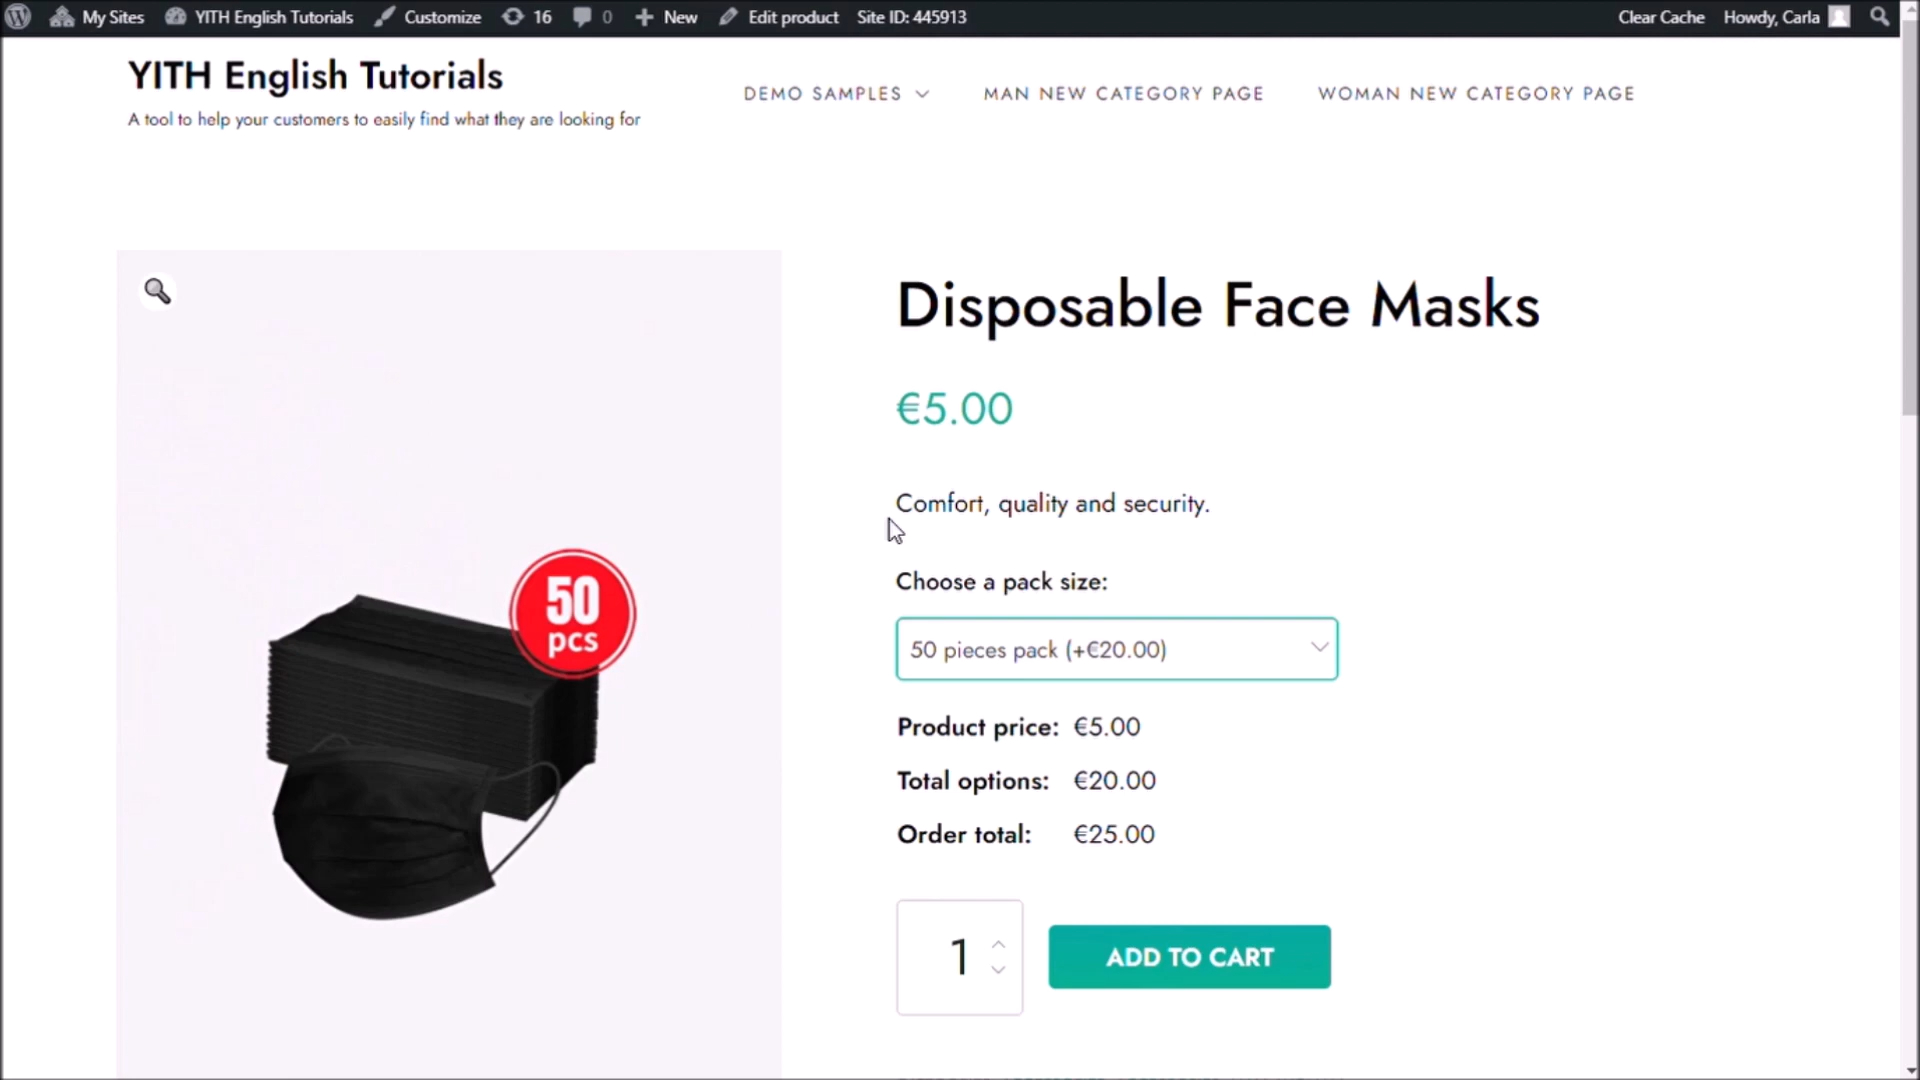 My Sites YITH English Tutorials Customize 16 0 New Edit product Site ID: 445913 Clear Cache Howdy, Carla
YITH English Tutorials
A tool to help your customers to easily find what they are looking for
DEMO SAMPLES MAN NEW CATEGORY PAGE WOMAN NEW CATEGORY PAGE
50
pcs
Disposable Face Masks
€5.00
Comfort, quality and security.
Choose a pack size:
50 pieces pack (+€20.00)
Product price: €5.00
Total options: €20.00
Order total: €25.00
1 ADD TO CART